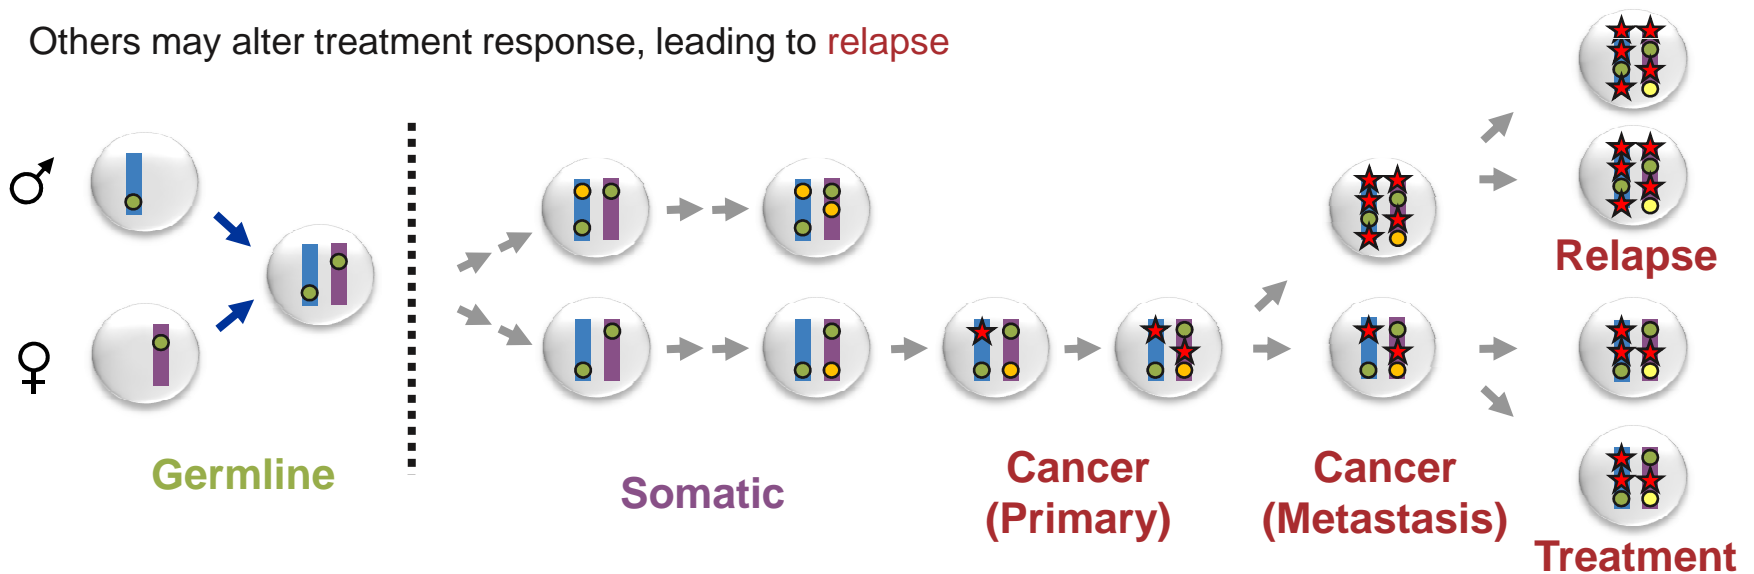 Others may alter treatment response, leading to relapse
Germline
Somatic
Cancer
(Primary)
Cancer
(Metastasis)
Relapse
Treatment